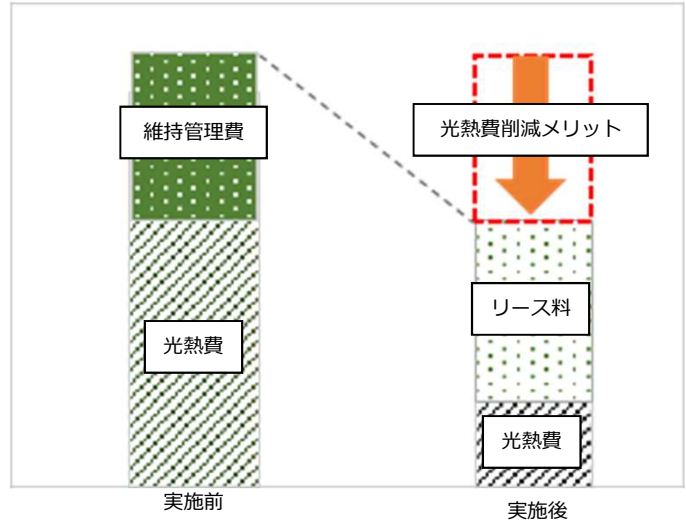 維持管理費
光熱費削減メリット
リース料
光熱費
光熱費
実施前
実施後